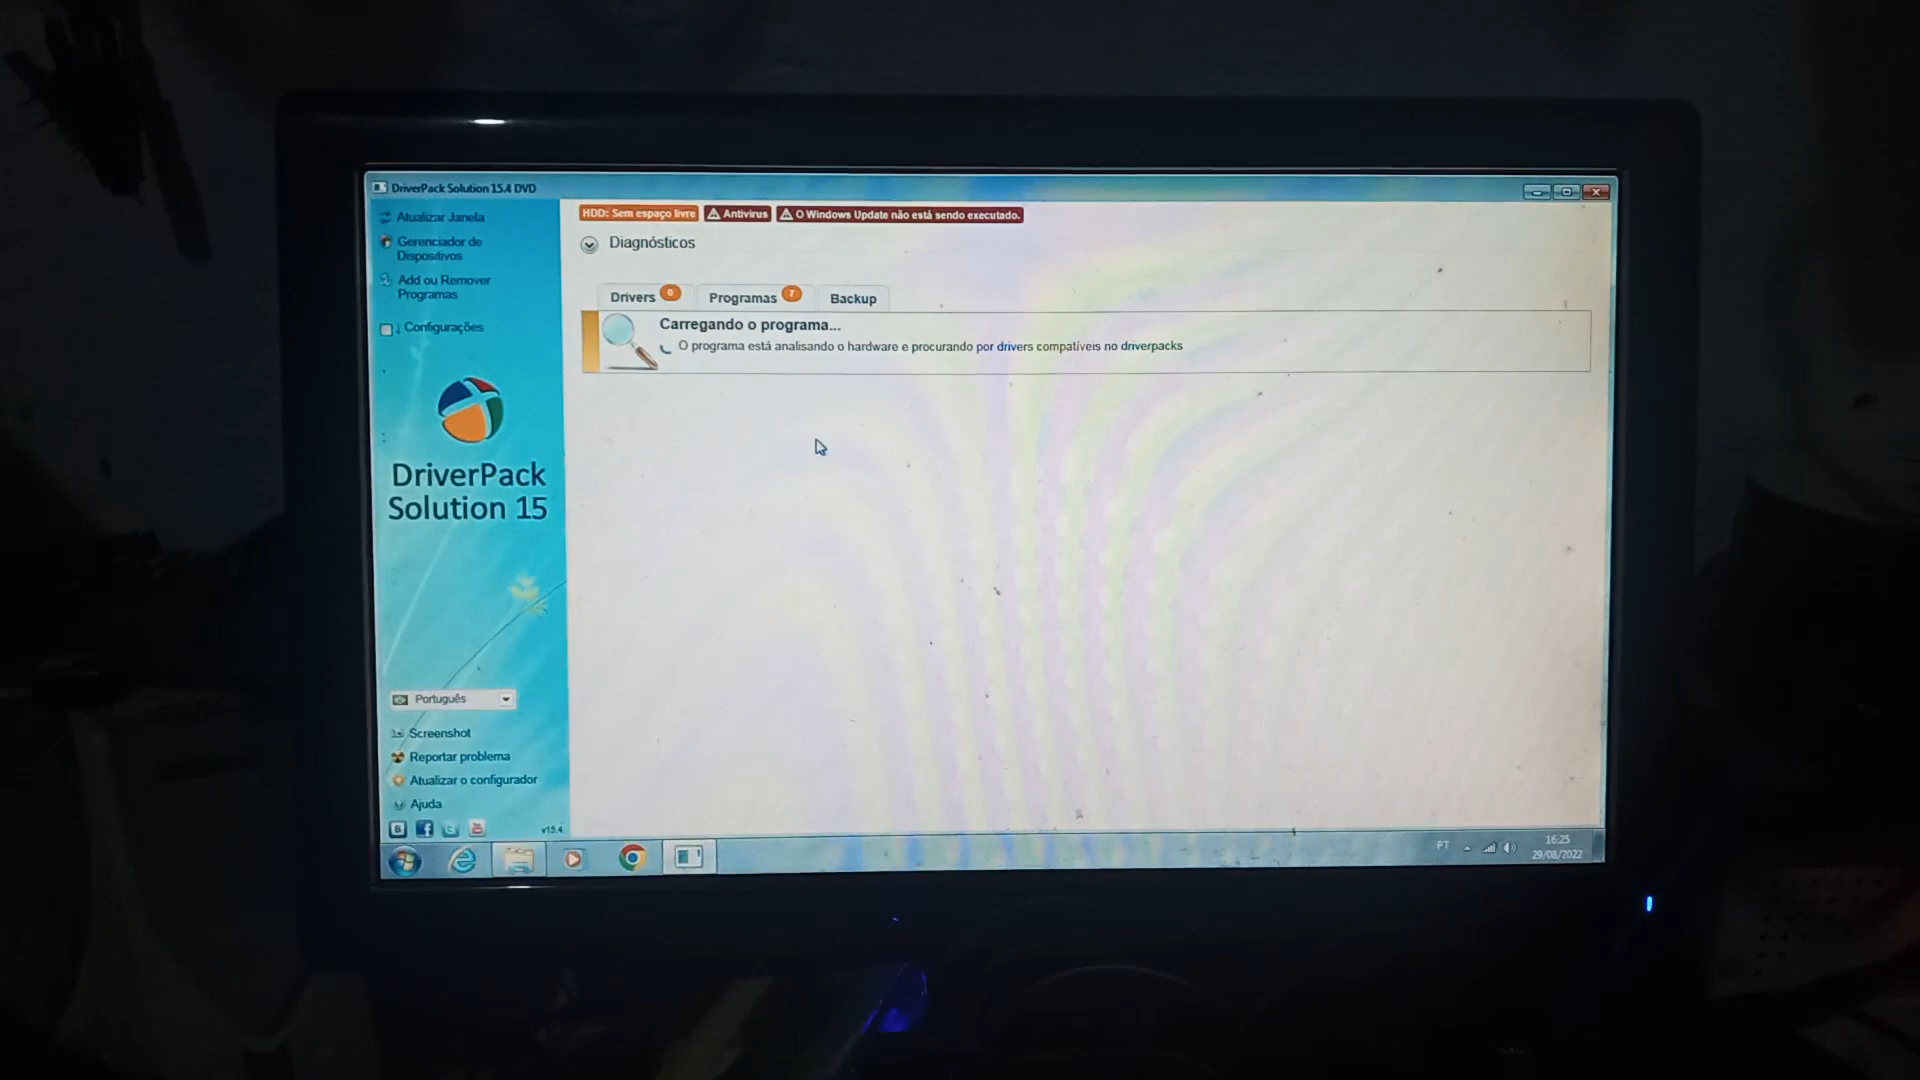 DriverPack Solution 15.4 DVD
Atualizar Janela
Gerenciador de
Dispositivos
Add ou Remover
Programas
↓ Configurações
DriverPack
Solution 15
Português
Screenshot
Reportar problema
Atualizar o configurador
Ajuda
B f t
v15.4
HDD: Sem espaço livre
Antivirus
O Windows Update não está sendo executado.
Diagnósticos
Drivers 0
Programas 7
Backup
Carregando o programa...
O programa está analisando o hardware e procurando por drivers compatíveis no driverpacks
PT
16:25
29/08/2022